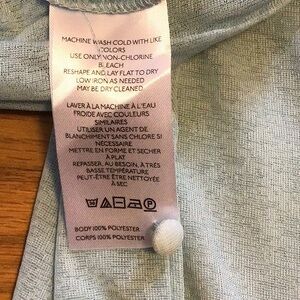 MACHINE WASH COLD WITH LIKE
COLORS
USE ONLY NON-CHLORINE
BLEACH
RESHAPE AND LAY FLAT TO DRY
LOW IRON AS NEEDED
MAY BE DRY CLEANED
LAVER À LA MACHINE À L'EAU
FROIDE AVEC COULEURS
SIMILAIRES
UTILISER UN AGENT DE
BLANCHIMENT SANS CHLORE SI
NÉCESSAIRE
METTRE EN FORME ET SÉCHER
À PLAT
REPASSER, AU BESOIN, À TRÈS
BASSE TEMPÉRATURE
PEUT-ÊTRE ÊTRE NETTOYÉE
À SEC
BODY 100% POLYESTER
CORPS 100% POLYESTER